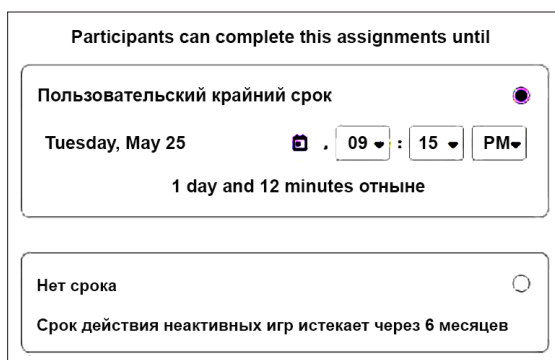 Participants can complete this assignments until
Пользовательский крайний срок
Tuesday, May 25 , 09 : 15 PM
1 day and 12 minutes отныне
Нет срока
Срок действия неактивных игр истекает через 6 месяцев